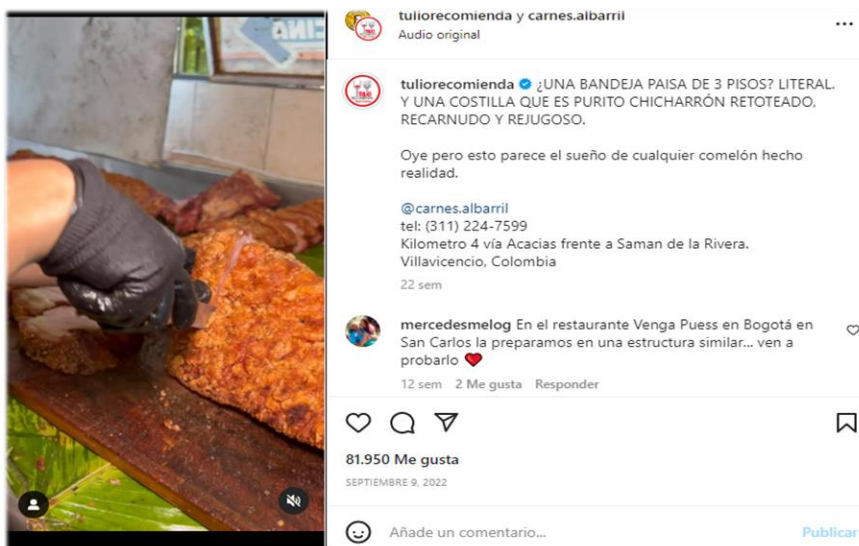 tuliorecomienda y carnes.albarril
Audio original
tuliorecomienda ¿UNA BANDEJA PAISA DE 3 PISOS? LITERAL.
Y UNA COSTILLA QUE ES PURITO CHICHARRÓN RETOTEADO,
RECARNUDO Y REJUGOSO.
Oye pero esto parece el sueño de cualquier comelón hecho
realidad.
@carnes.albarril
tel: (311) 224-7599
Kilometro 4 vía Acacias frente a Saman de la Rivera.
Villavicencio, Colombia
22 sem
mercedesmelog En el restaurante Venga Puess en Bogotá en
San Carlos la preparamos en una estructura similar... ven a
probarlo
12 sem 2 Me gusta Responder
81.950 Me gusta
SEPTIEMBRE 9, 2022
Añade un comentario...
Publicar